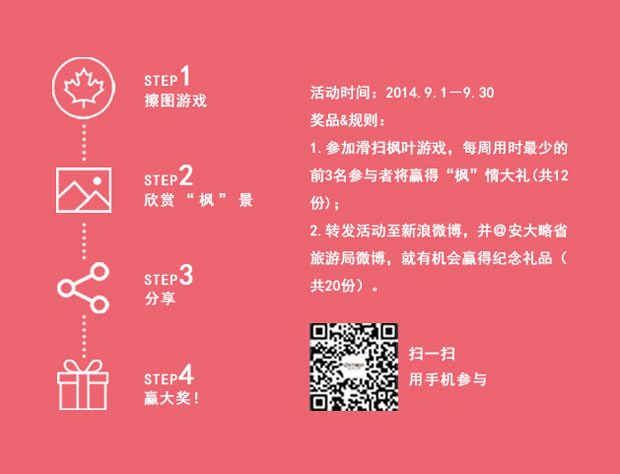 STEP1
擦图游戏
STEP2
欣赏“枫”景
STEP3
分享
STEP4
赢大奖!
活动时间：2014.9.1－9.30
奖品&规则：
1.参加滑扫枫叶游戏，每周用时最少的
前3名参与者将赢得“枫”情大礼(共12
份)；
2.转发活动至新浪微博，并@安大略省
旅游局微博，就有机会赢得纪念礼品（
共20份）。
扫一扫
用手机参与